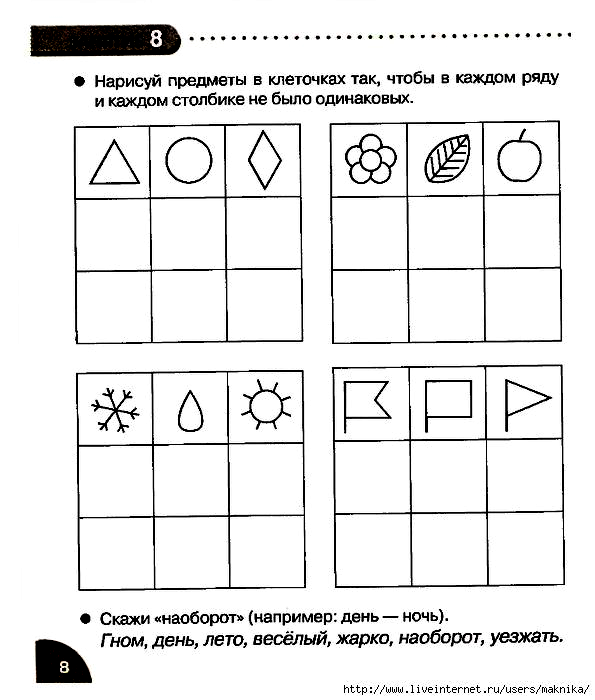 8
● Нарисуй предметы в клеточках так, чтобы в каждом ряду
и каждом столбике не было одинаковых.
● Скажи «наоборот» (например: день — ночь).
Гном, день, лето, весёлый, жарко, наоборот, уезжать.
8
http://www.liveinternet.ru/users/maknika/